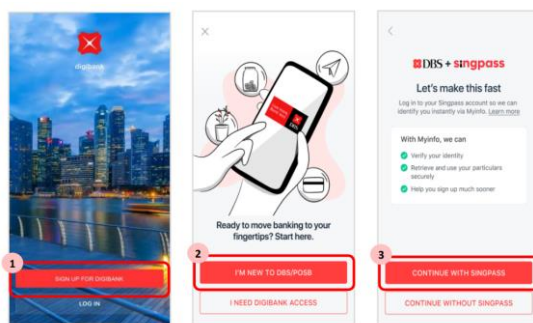 digibank
1
SIGN UP FOR DIGIBANK
LOG IN
DBS
Ready to move banking to your
fingertips? Start here.
2
I'M NEW TO DBS/POSB
I NEED DIGIBANK ACCESS
DBS + singpass
Let's make this fast
Log in to your Singpass account so we can
identify you instantly via Myinfo. Learn more
With Myinfo, we can
Verify your identity
Retrieve and use your particulars
securely
Help you sign up much sooner
3
CONTINUE WITH SINGPASS
CONTINUE WITHOUT SINGPASS